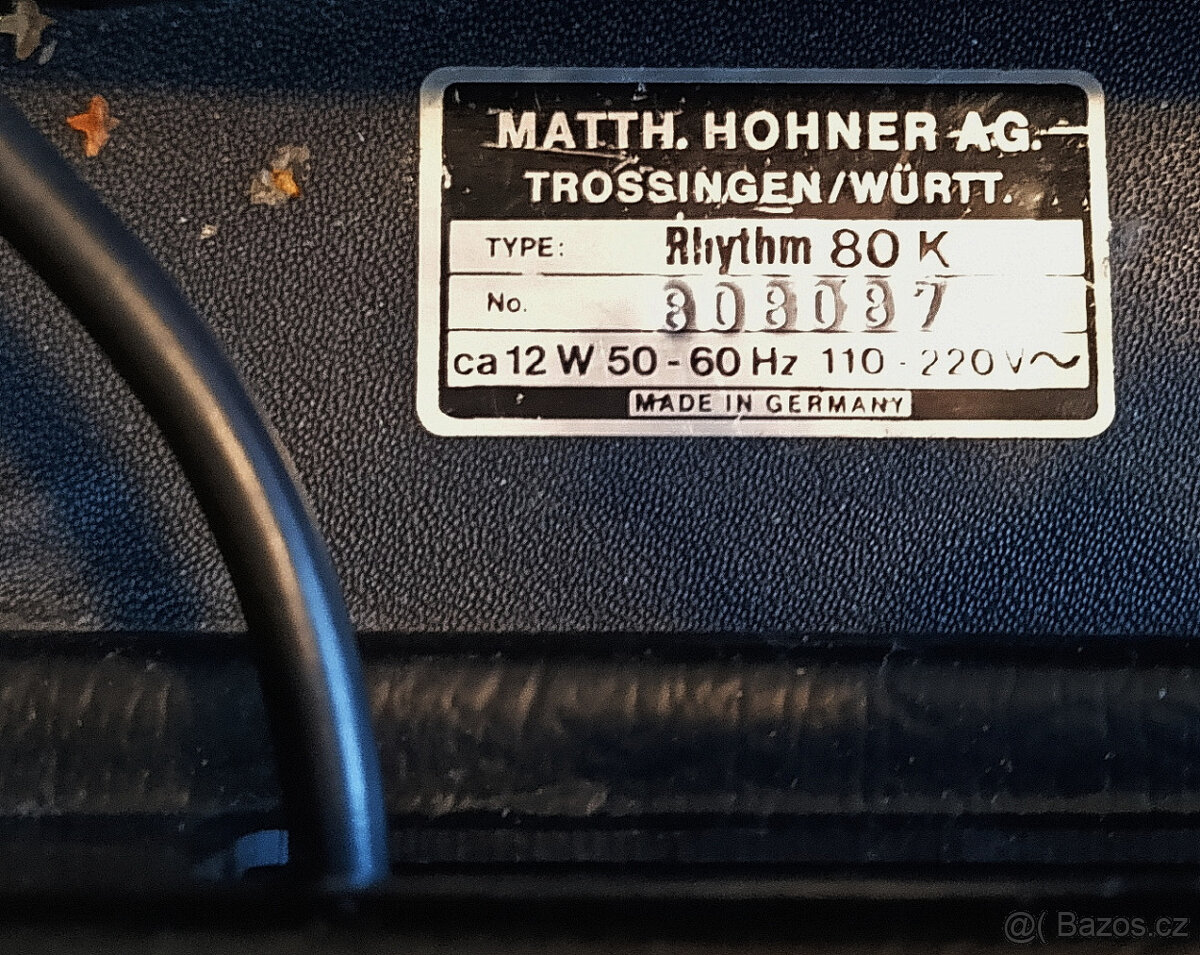 MATTH. HOHNER AG.
TROSSINGEN/WÜRTT.
TYPE: Rhythm 80 K
No. 808087
ca 12 W 50-60 Hz 110-220 V~
MADE IN GERMANY
@( Bazos.cz